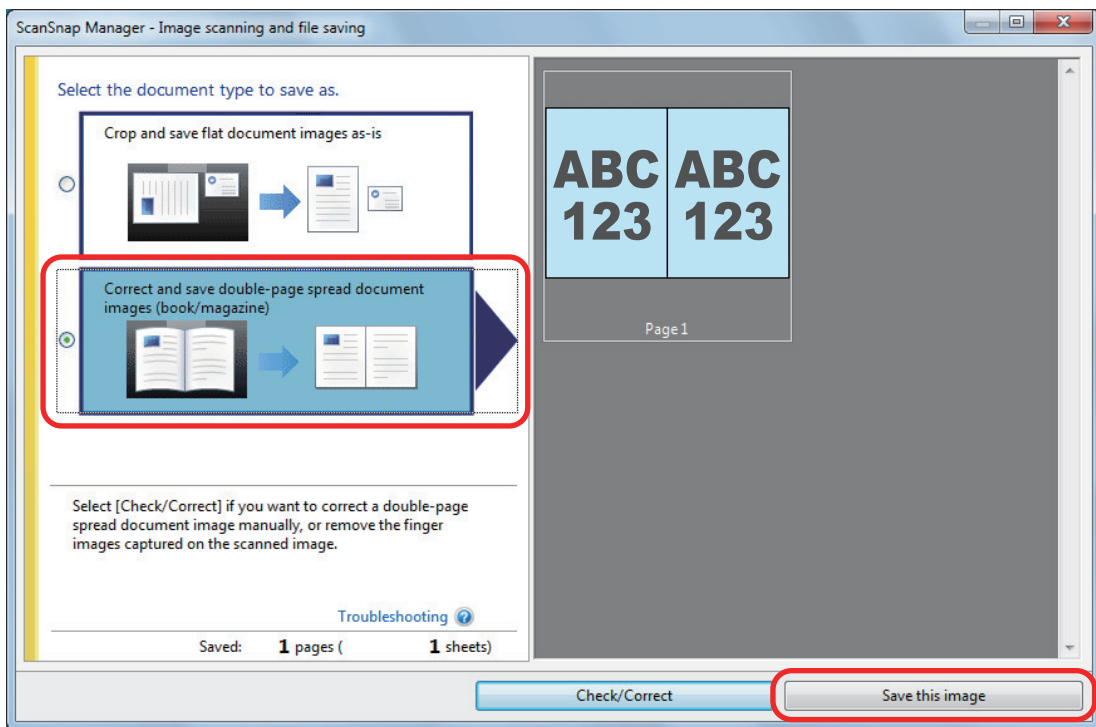 ScanSnap Manager - Image scanning and file saving
Select the document type to save as.
Crop and save flat document images as-is
Correct and save double-page spread document
images (book/magazine)
Select [Check/Correct] if you want to correct a double-page
spread document image manually, or remove the finger
images captured on the scanned image.
Troubleshooting ?
Saved: 1 pages ( 1 sheets)
ABC ABC
123 123
Page 1
Check/Correct
Save this image